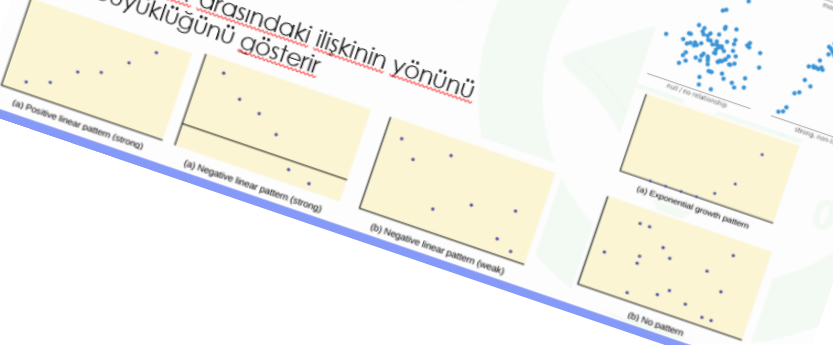 arasındaki ilişkinin yönünü
büyüklüğünü gösterir
(a) Positive linear pattern (strong)
(a) Negative linear pattern (strong)
(b) Negative linear pattern (weak)
null / no relationship
strong, non-
(a) Exponential growth pattern
(b) No pattern